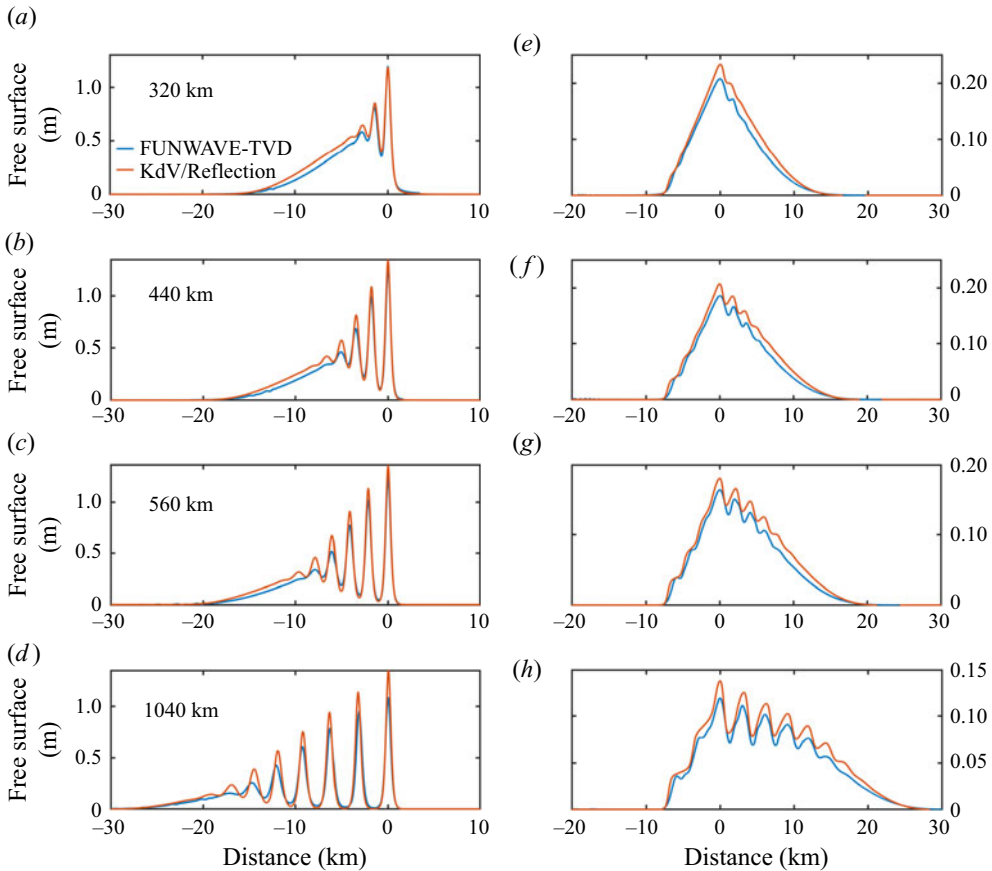 (a)
(e)
320 km
FUNWAVE-TVD
KdV/Reflection
Free surface
(m)
1.0
0.5
0
–30
–20
–10
0
10
0.20
0.10
0
–20
–10
0
10
20
30
(b)
(f)
440 km
Free surface
(m)
1.0
0.5
0
–30
–20
–10
0
10
0.20
0.10
0
–20
–10
0
10
20
30
(c)
(g)
560 km
Free surface
(m)
1.0
0.5
0
–30
–20
–10
0
10
0.20
0.10
0
–20
–10
0
10
20
30
(d)
(h)
1040 km
Free surface
(m)
1.0
0.5
0
–30
–20
–10
0
10
Distance (km)
0.15
0.10
0.05
0
–20
–10
0
10
20
30
Distance (km)